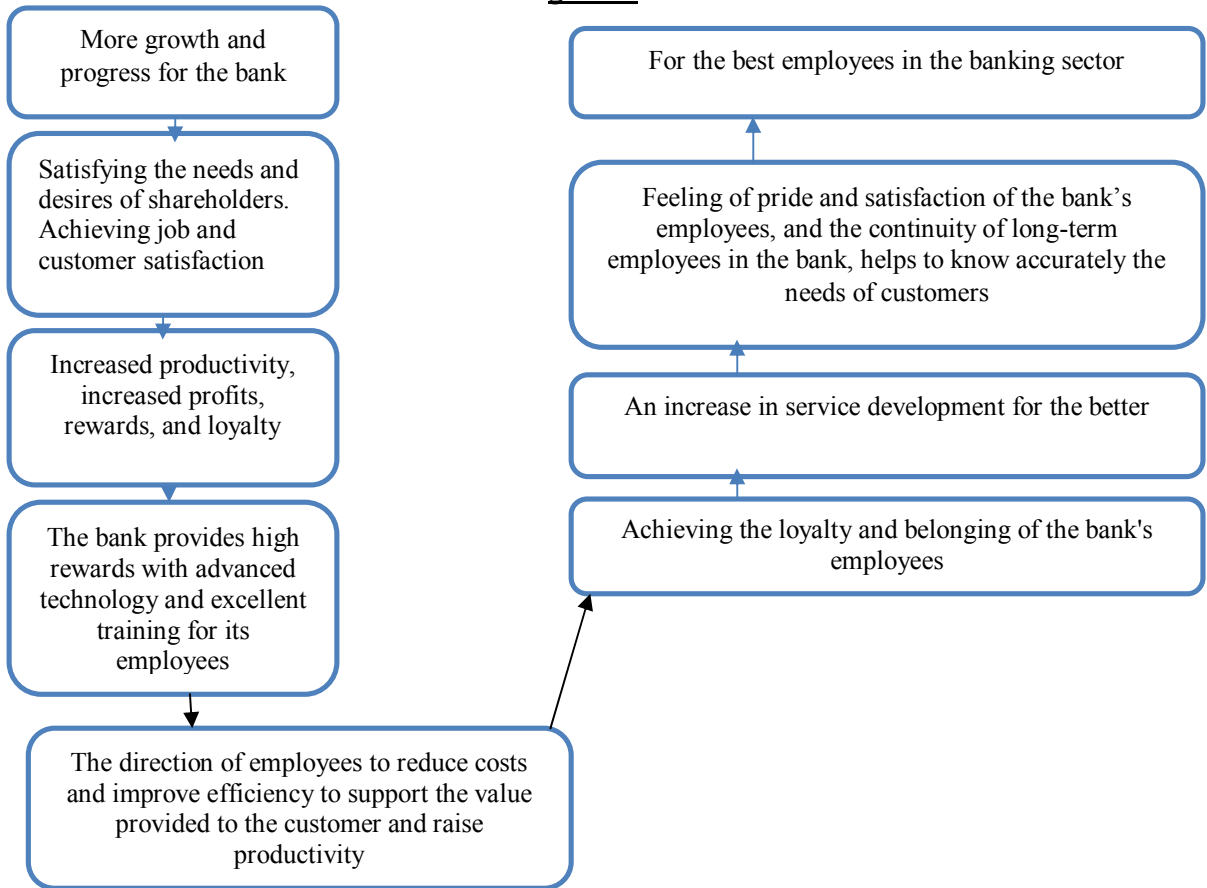 More growth and
progress for the bank
Satisfying the needs and
desires of shareholders.
Achieving job and
customer satisfaction
Increased productivity,
increased profits,
rewards, and loyalty
The bank provides high
rewards with advanced
technology and excellent
training for its
employees
The direction of employees to reduce costs
and improve efficiency to support the value
provided to the customer and raise
productivity
Achieving the loyalty and belonging of the bank's
employees
An increase in service development for the better
Feeling of pride and satisfaction of the bank’s
employees, and the continuity of long-term
employees in the bank, helps to know accurately the
needs of customers
For the best employees in the banking sector